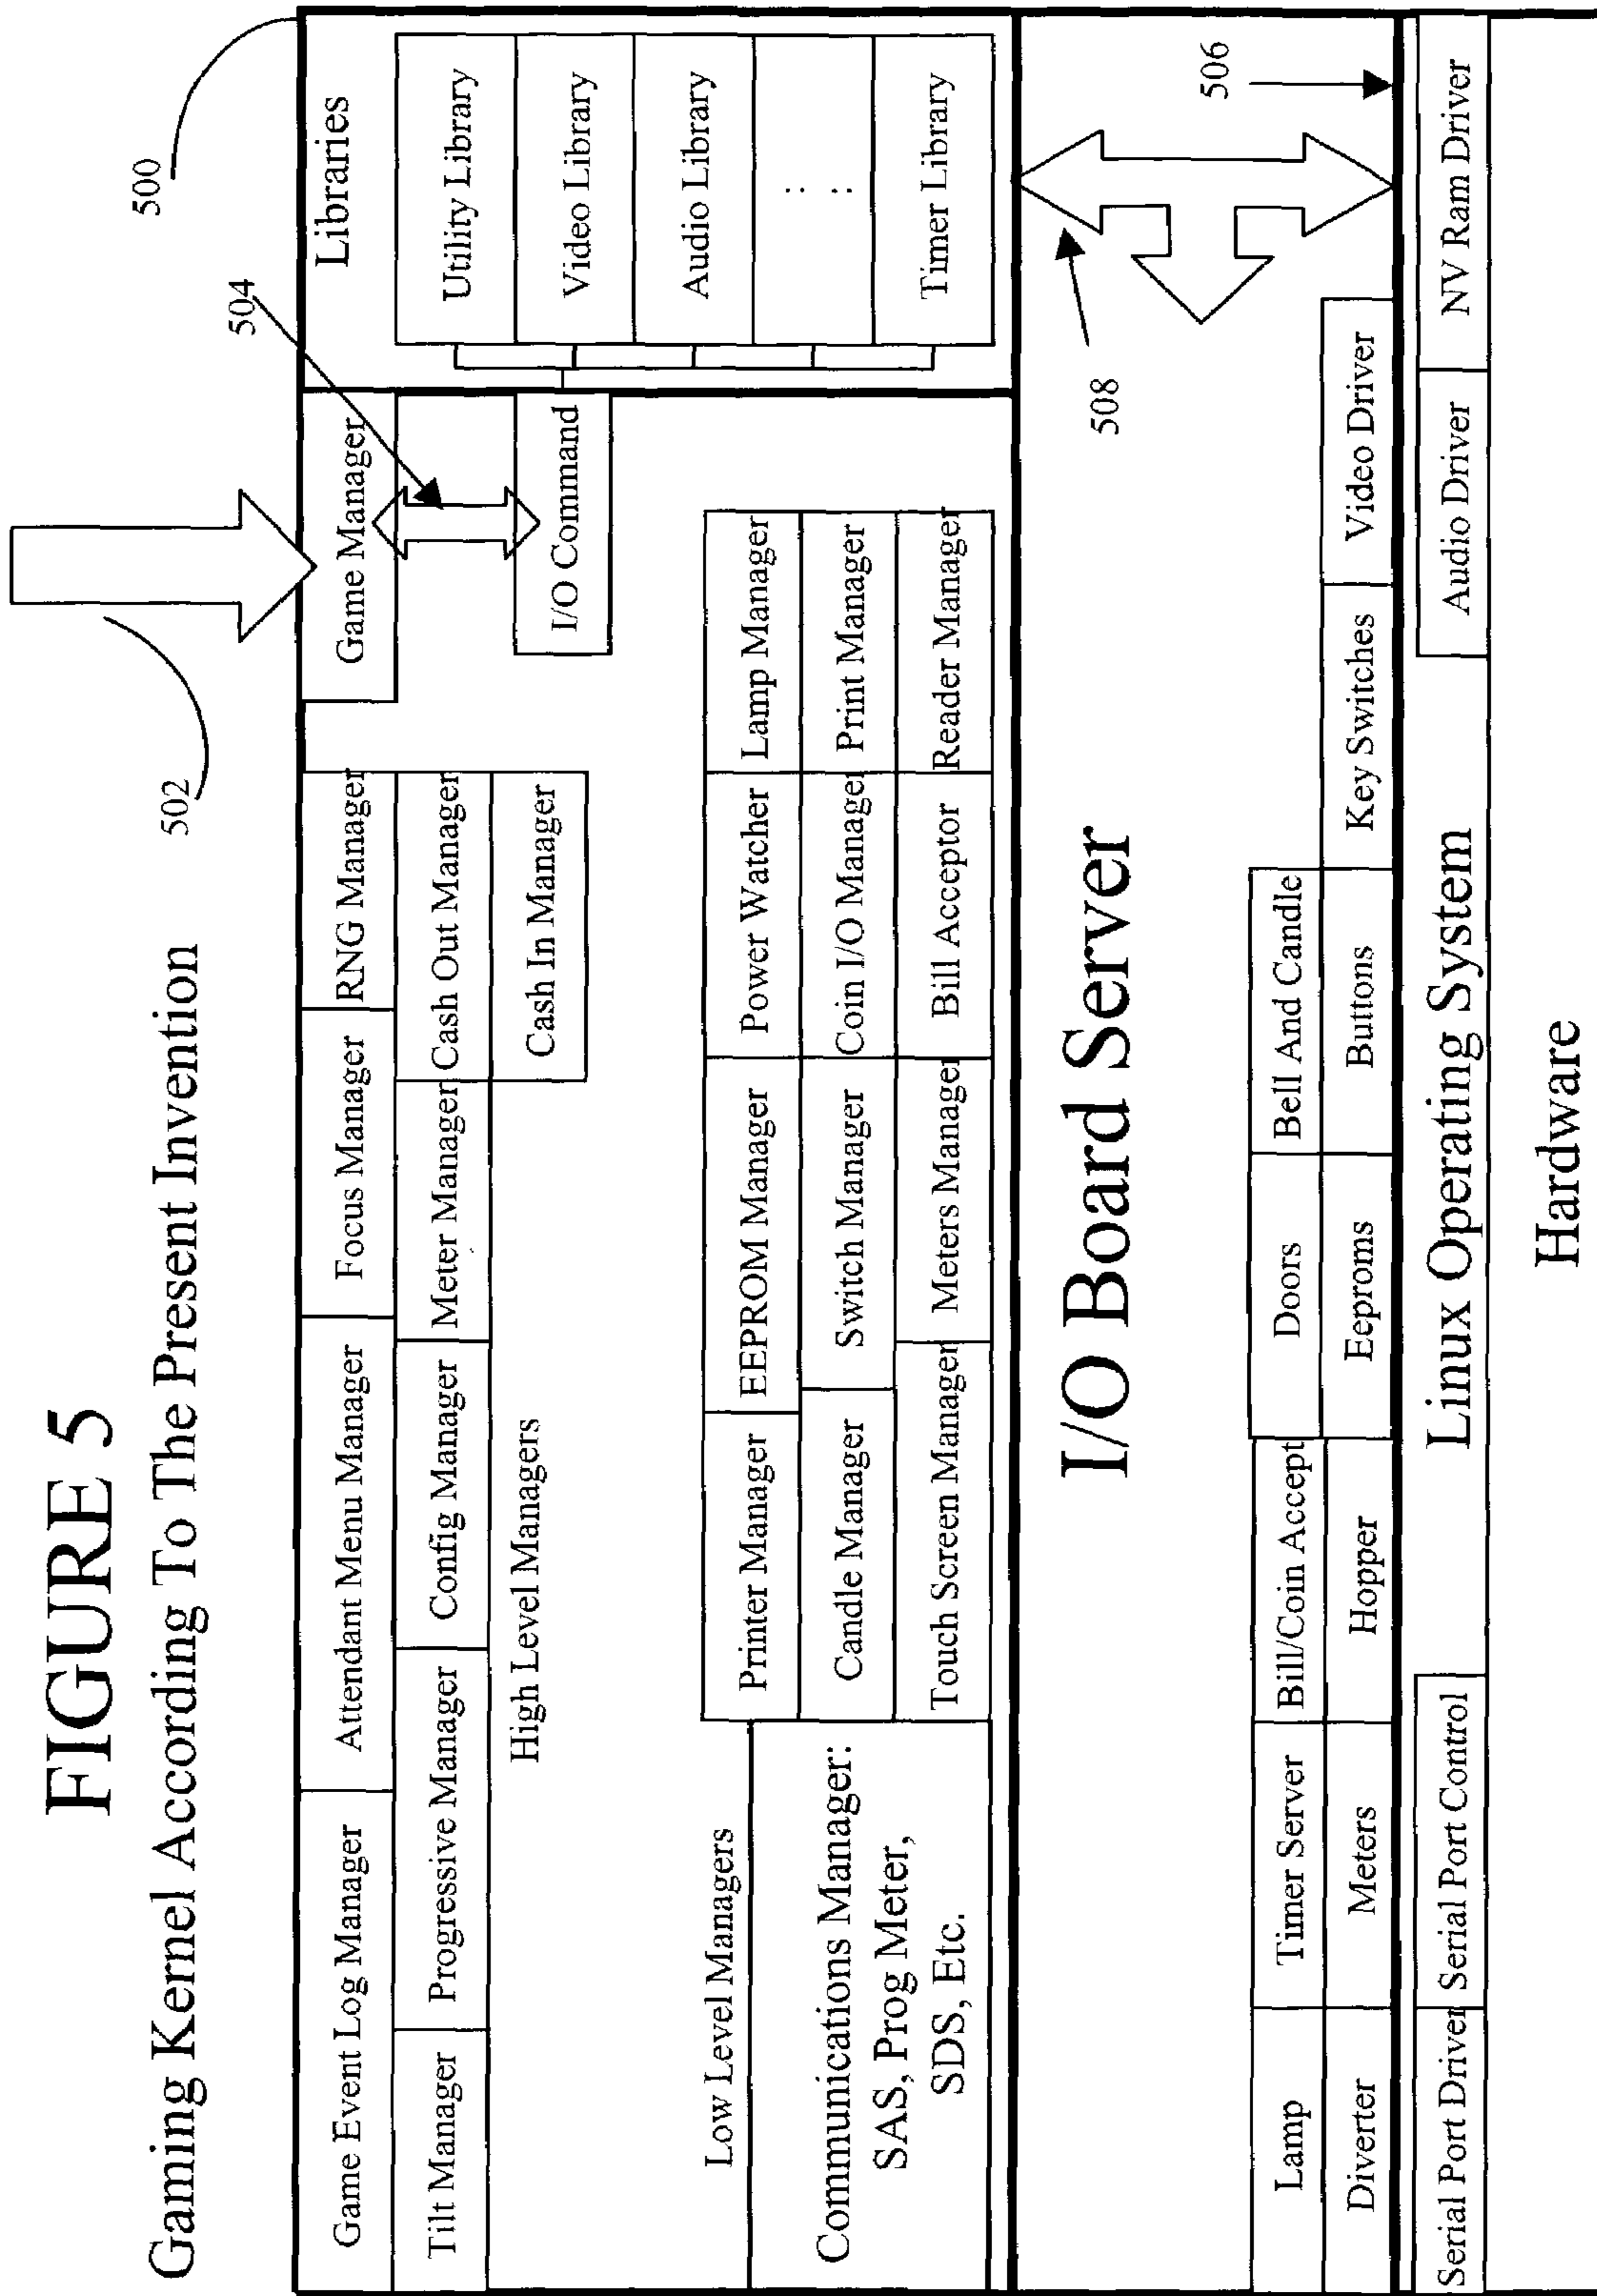 FIGURE 5
Gaming Kernel According To The Present Invention
502
504
500
Game Event Log Manager
Attendant Menu Manager
Focus Manager
RNG Manager
Game Manager
Libraries
Tilt Manager
Progressive Manager
Config Manager
Meter Manager
Cash Out Manager
Utility Library
High Level Managers
Cash In Manager
I/O Command
Video Library
Audio Library
: :
Timer Library
Low Level Managers
Printer Manager
EEPROM Manager
Power Watcher
Lamp Manager
Communications Manager:
SAS, Prog Meter,
SDS, Etc.
Candle Manager
Switch Manager
Coin I/O Manager
Print Manager
Touch Screen Manager
Meters Manager
Bill Acceptor
Reader Manager
I/O Board Server
508
506
Lamp
Timer Server
Bill/Coin Accept
Doors
Bell And Candle
Diverter
Meters
Hopper
Eeproms
Buttons
Key Switches
Video Driver
Serial Port Driver
Serial Port Control
Linux Operating System
Audio Driver
NV Ram Driver
Hardware